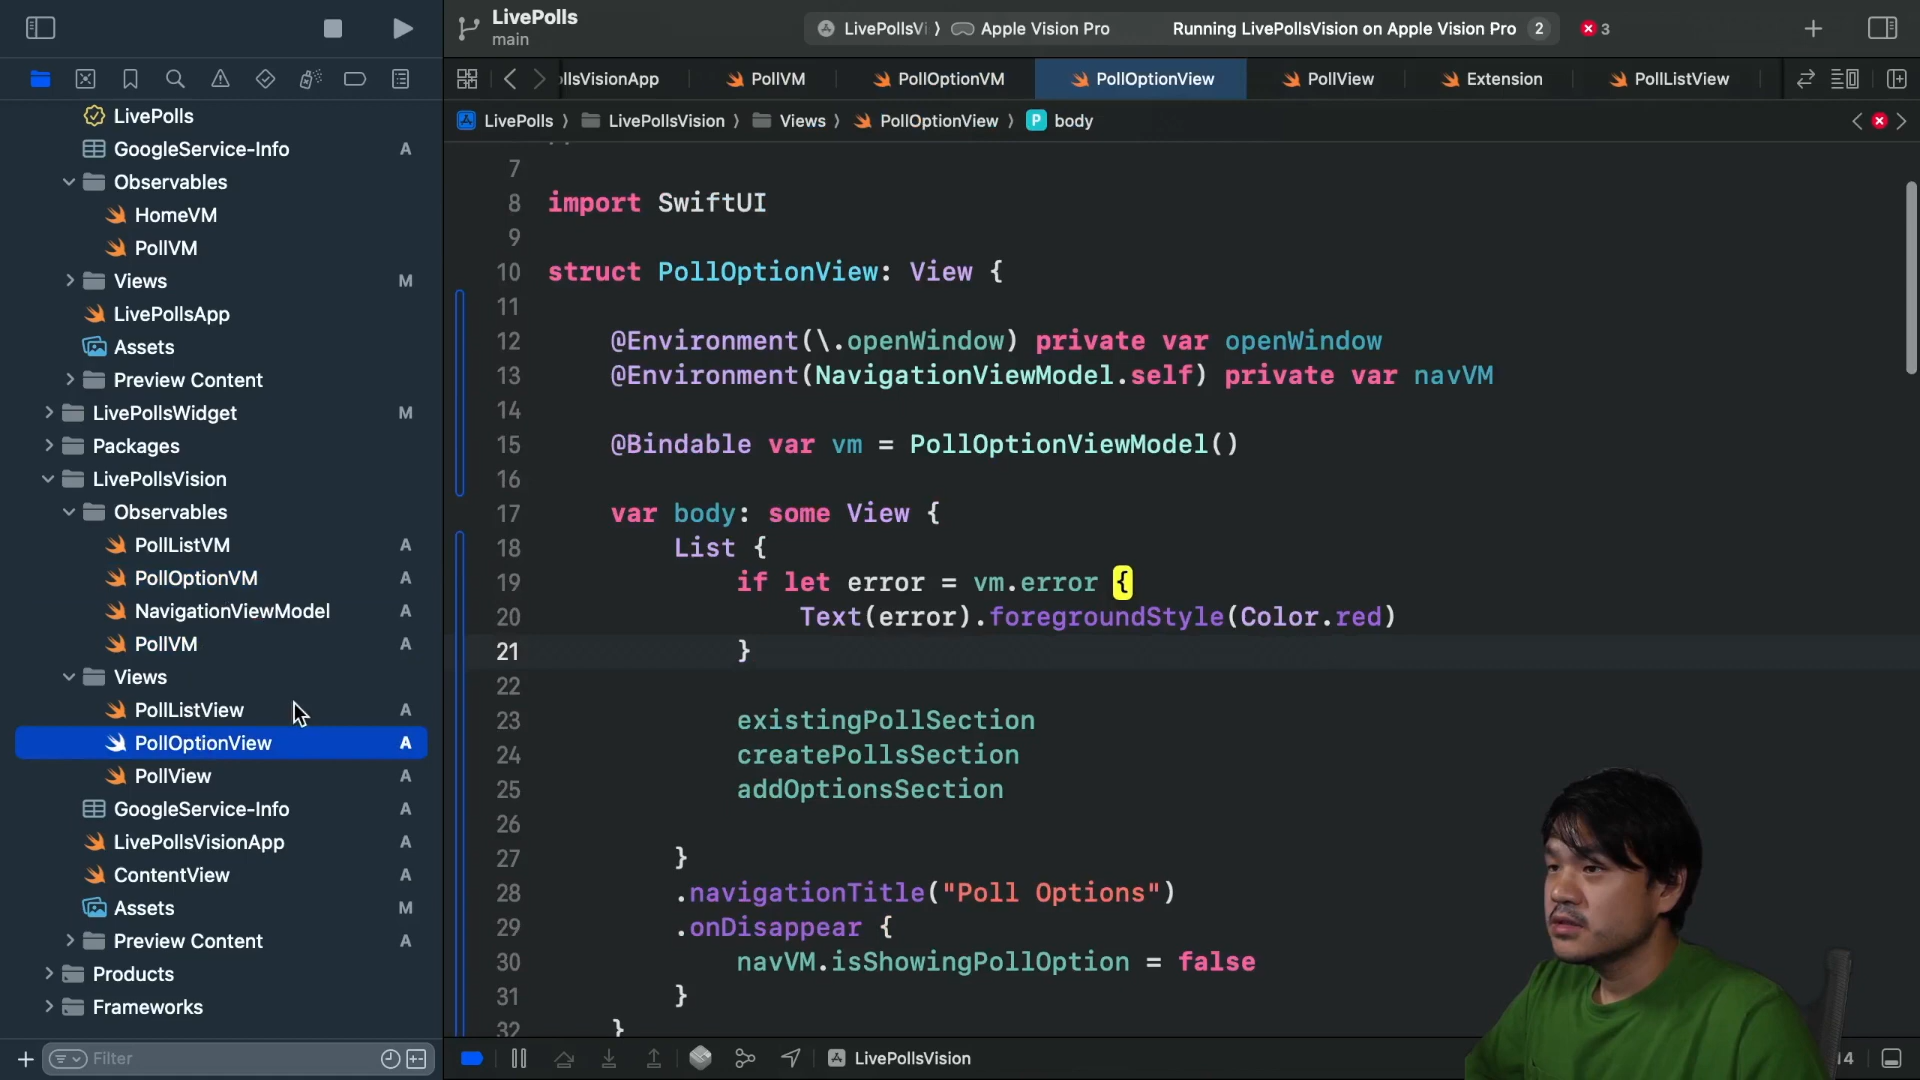 LivePolls
main
LivePollsVi 〉 Apple Vision Pro
Running LivePollsVision on Apple Vision Pro 2
3
llsVisionApp
PollVM
PollOptionVM
PollOptionView
PollView
Extension
PollListView
LivePolls 〉 LivePollsVision 〉 Views 〉 PollOptionView 〉 P body
LivePolls
GoogleService-Info A
Observables
HomeVM
PollVM
Views M
LivePollsApp
Assets
Preview Content
LivePollsWidget M
Packages
LivePollsVision
Observables
PollListVM A
PollOptionVM A
NavigationViewModel A
PollVM A
Views
PollListView A
PollOptionView A
PollView A
GoogleService-Info A
LivePollsVisionApp A
ContentView A
Assets M
Preview Content A
Products
Frameworks
Filter
7
8 import SwiftUI
9
10 struct PollOptionView: View {
11
12 @Environment(\.openWindow) private var openWindow
13 @Environment(NavigationViewModel.self) private var navVM
14
15 @Bindable var vm = PollOptionViewModel()
16
17 var body: some View {
18 List {
19 if let error = vm.error {
20 Text(error).foregroundStyle(Color.red)
21 }
22
23 existingPollSection
24 createPollsSection
25 addOptionsSection
26
27 }
28 .navigationTitle("Poll Options")
29 .onDisappear {
30 navVM.isShowingPollOption = false
31 }
32 }
LivePollsVision